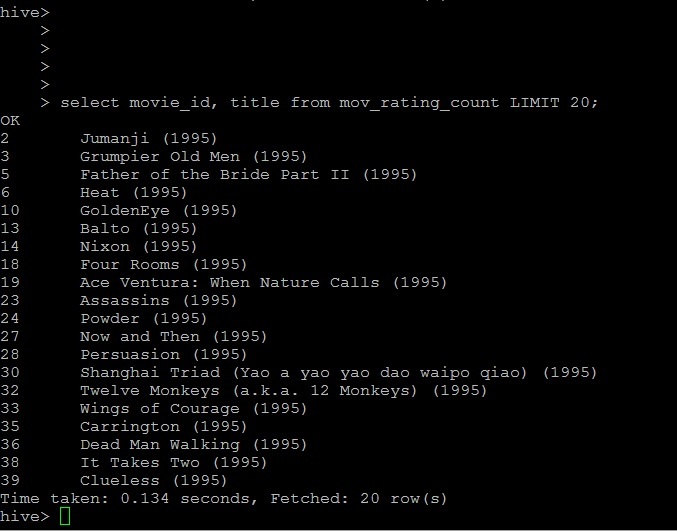 hive>
    >
    >
    >
    >
    > select movie_id, title from mov_rating_count LIMIT 20;
OK
2       Jumanji (1995)
3       Grumpier Old Men (1995)
5       Father of the Bride Part II (1995)
6       Heat (1995)
10      GoldenEye (1995)
13      Balto (1995)
14      Nixon (1995)
18      Four Rooms (1995)
19      Ace Ventura: When Nature Calls (1995)
23      Assassins (1995)
24      Powder (1995)
27      Now and Then (1995)
28      Persuasion (1995)
30      Shanghai Triad (Yao a yao yao dao waipo qiao) (1995)
32      Twelve Monkeys (a.k.a. 12 Monkeys) (1995)
33      Wings of Courage (1995)
35      Carrington (1995)
36      Dead Man Walking (1995)
38      It Takes Two (1995)
39      Clueless (1995)
Time taken: 0.134 seconds, Fetched: 20 row(s)
hive>